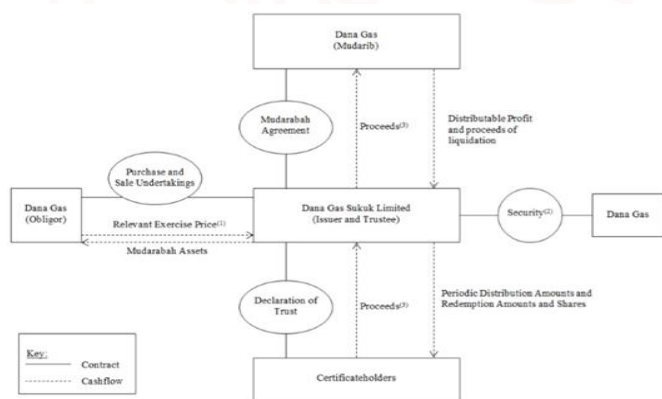 Dana Gas
(Mudarib)
Mudarabah
Agreement
Proceeds(3)
Distributable Profit
and proceeds of
liquidation
Purchase and
Sale Undertakings
Dana Gas
(Obligor)
Relevant Exercise Price(1)
Mudarabah Assets
Dana Gas Sukuk Limited
(Issuer and Trustee)
Security(2)
Dana Gas
Declaration of
Trust
Proceeds(3)
Periodic Distribution Amounts and
Redemption Amounts and Shares
Key:
Contract
Cashflow
Certificateholders